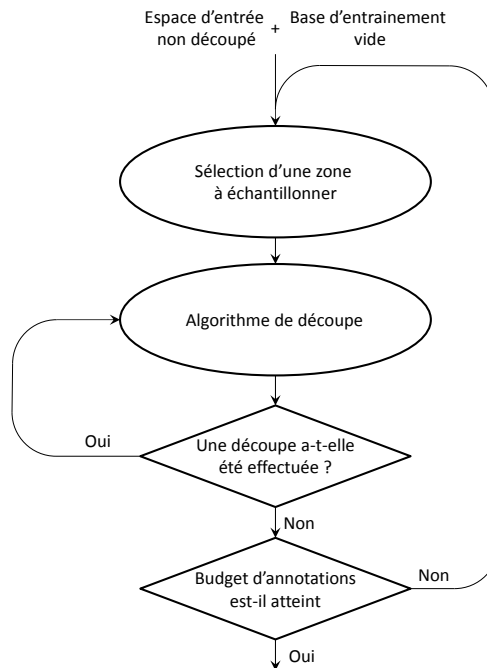 Espace d'entrée + Base d'entrainement
non découpé vide
Sélection d'une zone
à échantillonner
Algorithme de découpe
Oui
Une découpe a-t-elle
été effectuée ?
Non
Budget d'annotations
est-il atteint
Non
Oui